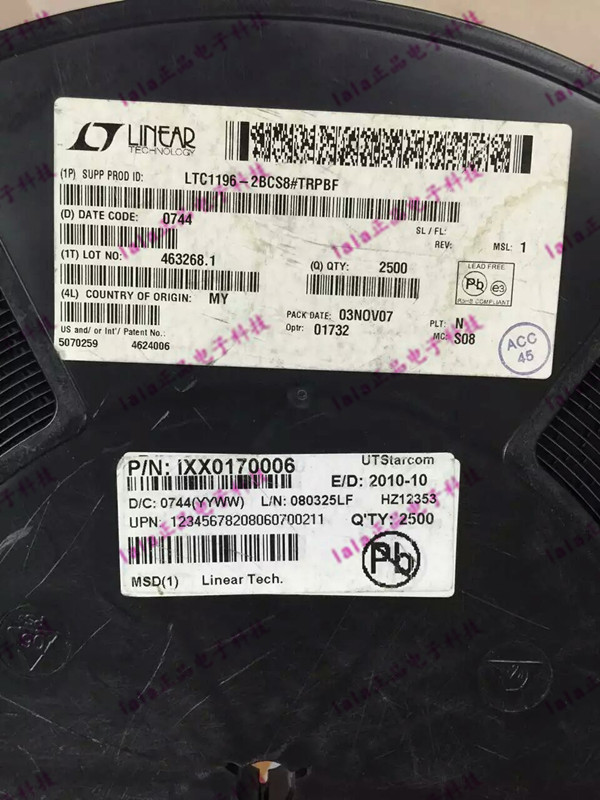 LINEAR
TECHNOLOGY
(1P) SUPP PROD ID: LTC1196-2BCS8#TRPBF
(D) DATE CODE: 0744
SL / FL:
REV: MSL: 1
(1T) LOT NO: 463268.1
(Q) QTY: 2500
LEAD FREE
Pb e3
RoHS COMPLIANT
(4L) COUNTRY OF ORIGIN: MY
PACK DATE: 03NOV07
PLT: N
Optr: 01732
MC: S08
US and/ or Int'/ Patent No.:
5070259 4624006
ACC
45
P/N: IXX0170006
UTStarcom
E/D: 2010-10
D/C: 0744(YYWW) L/N: 080325LF HZ12353
UPN: 12345678208060700211 Q'TY: 2500
Pb
MSD(1) Linear Tech.
lala正品电子科技